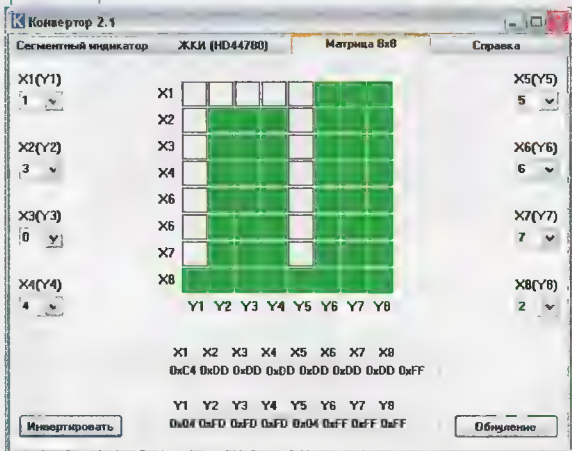 Конвертор 2.1
Сегментный индикатор ЖКИ (HD44780) Матрица 8x8 Справка
X1(Y1)
1
X2(Y2)
3
X3(Y3)
0
X4(Y4)
4
X1
X2
X3
X4
X6
X6
X7
X8
Y1 Y2 Y3 Y4 Y5 Y6 Y7 Y8
X5(Y5)
5
X6(Y6)
6
X7(Y7)
7
X8(Y8)
2
X1 X2 X3 X4 X5 X6 X7 X8
0xC4 0xDD 0xDD 0xDD 0xDD 0xDD 0xDD 0xFF
Y1 Y2 Y3 Y4 Y5 Y6 Y7 Y8
0x04 0xFD 0xFD 0xFD 0x04 0xFF 0xFF 0xFF
Инвертировать
Обнуление